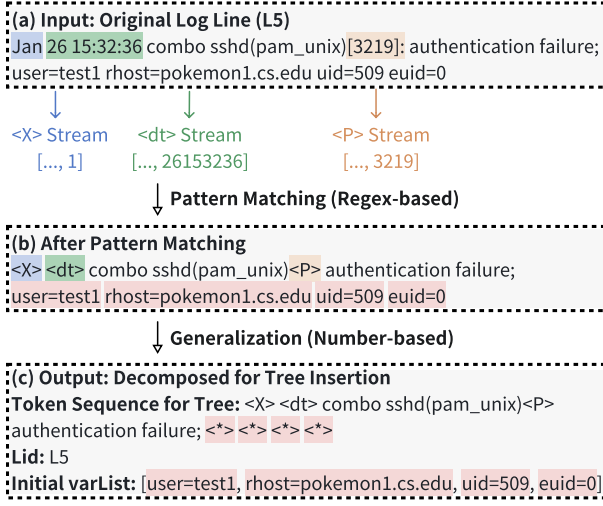 (a) Input: Original Log Line (L5)
Jan 26 15:32:36 combo sshd(pam_unix)[3219]: authentication failure;
user=test1 rhost=pokemon1.cs.edu uid=509 euid=0
<X> Stream <dt> Stream <P> Stream
[..., 1] [..., 26153236] [..., 3219]
Pattern Matching (Regex-based)
(b) After Pattern Matching
<X> <dt> combo sshd(pam_unix)<P> authentication failure;
user=test1 rhost=pokemon1.cs.edu uid=509 euid=0
Generalization (Number-based)
(c) Output: Decomposed for Tree Insertion
Token Sequence for Tree: <X> <dt> combo sshd(pam_unix)<P>
authentication failure; <*> <*> <*> <*>
Lid: L5
Initial varList: [user=test1, rhost=pokemon1.cs.edu, uid=509, euid=0]